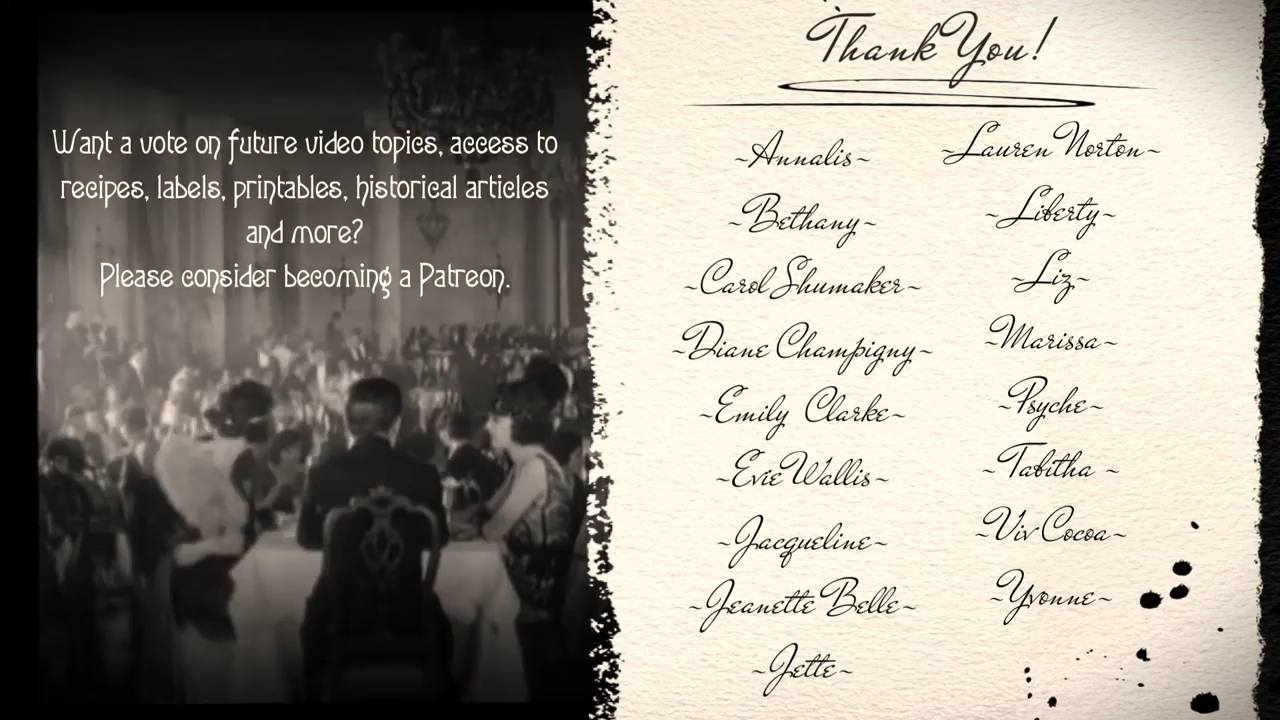 Want a vote on future video topics, access to
recipes, labels, printables, historical articles
and more?
Please consider becoming a Patreon.
Thank You!
~Annalis~
~Bethany~
~Carol Shumaker~
~Diane Champigny~
~Emily Clarke~
~Evie Wallis~
~Jacqueline~
~Jeanette Belle~
~Jette~
~Lauren Norton~
~Liberty~
~Liz~
~Marissa~
~Psyche~
~Tabitha ~
~Viv Cocoa~
~Yvonne~